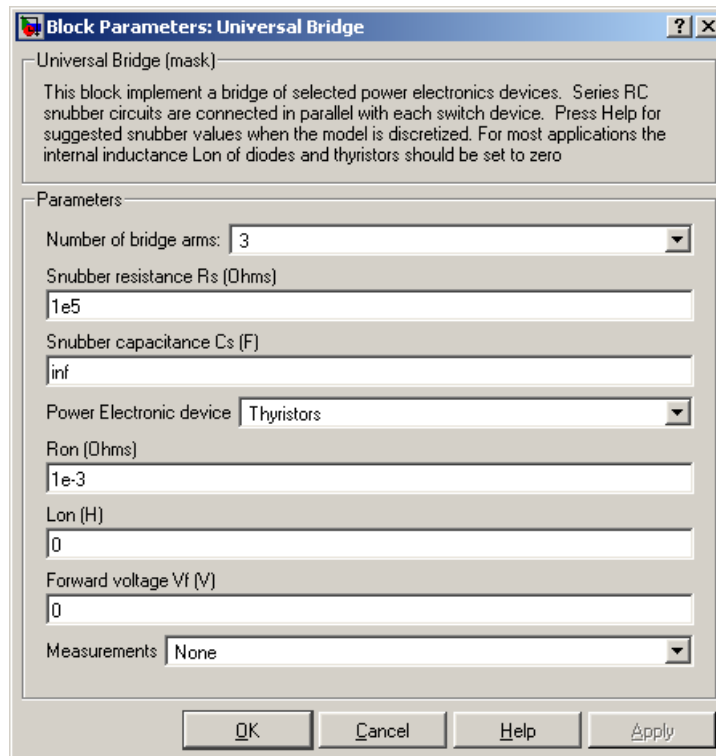 Block Parameters: Universal Bridge
Universal Bridge (mask)
This block implement a bridge of selected power electronics devices. Series RC
snubber circuits are connected in parallel with each switch device. Press Help for
suggested snubber values when the model is discretized. For most applications the
internal inductance Lon of diodes and thyristors should be set to zero
Parameters
Number of bridge arms: 3
Snubber resistance Rs (Ohms)
1e5
Snubber capacitance Cs (F)
inf
Power Electronic device Thyristors
Ron (Ohms)
1e-3
Lon (H)
0
Forward voltage Vf (V)
0
Measurements None
OK Cancel Help Apply